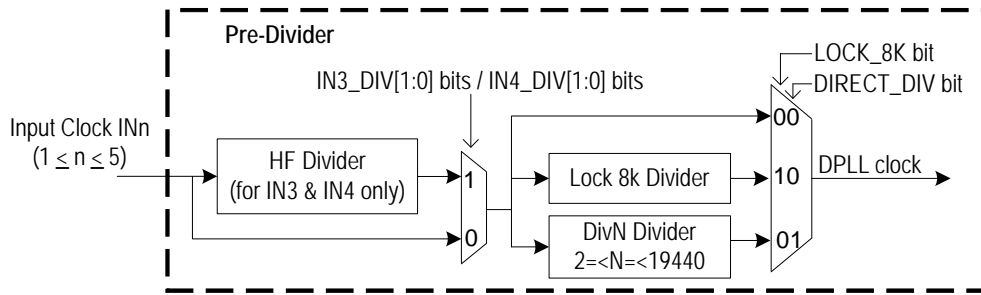 Pre-Divider
LOCK_8K bit
DIRECT_DIV bit
IN3_DIV[1:0] bits / IN4_DIV[1:0] bits
Input Clock INn
(1 ≤ n ≤ 5)
HF Divider
(for IN3 & IN4 only)
1
0
00
Lock 8k Divider
10
DPLL clock
DivN Divider
2=<N=<19440
01